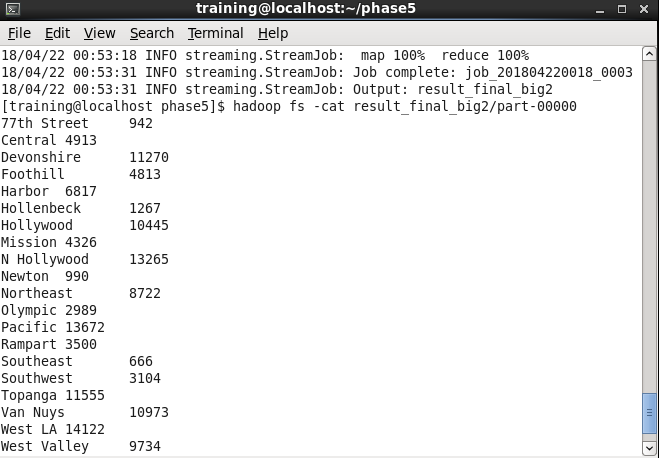 training@localhost:~/phase5
File Edit View Search Terminal Help
18/04/22 00:53:18 INFO streaming.StreamJob:  map 100%  reduce 100%
18/04/22 00:53:31 INFO streaming.StreamJob: Job complete: job_201804220018_0003
18/04/22 00:53:31 INFO streaming.StreamJob: Output: result_final_big2
[training@localhost phase5]$ hadoop fs -cat result_final_big2/part-00000
77th Street     942
Central 4913
Devonshire      11270
Foothill        4813
Harbor  6817
Hollenbeck      1267
Hollywood       10445
Mission 4326
N Hollywood     13265
Newton  990
Northeast       8722
Olympic 2989
Pacific 13672
Rampart 3500
Southeast       666
Southwest       3104
Topanga 11555
Van Nuys        10973
West LA 14122
West Valley     9734